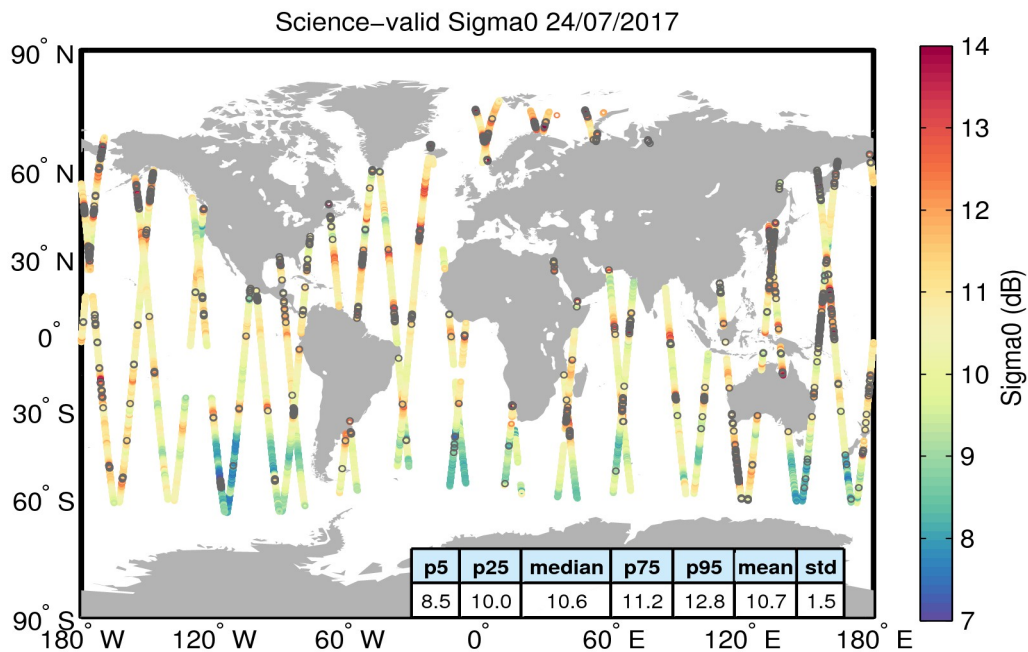 Science−valid Sigma0 24/07/2017
90° N
60° N
30° N
0°
30° S
60° S
90° S
180° W
120° W
60° W
0°
60° E
120° E
180° E
p5 p25 median p75 p95 mean std
8.5 10.0 10.6 11.2 12.8 10.7 1.5
14
13
12
11
10
9
8
7
Sigma0 (dB)